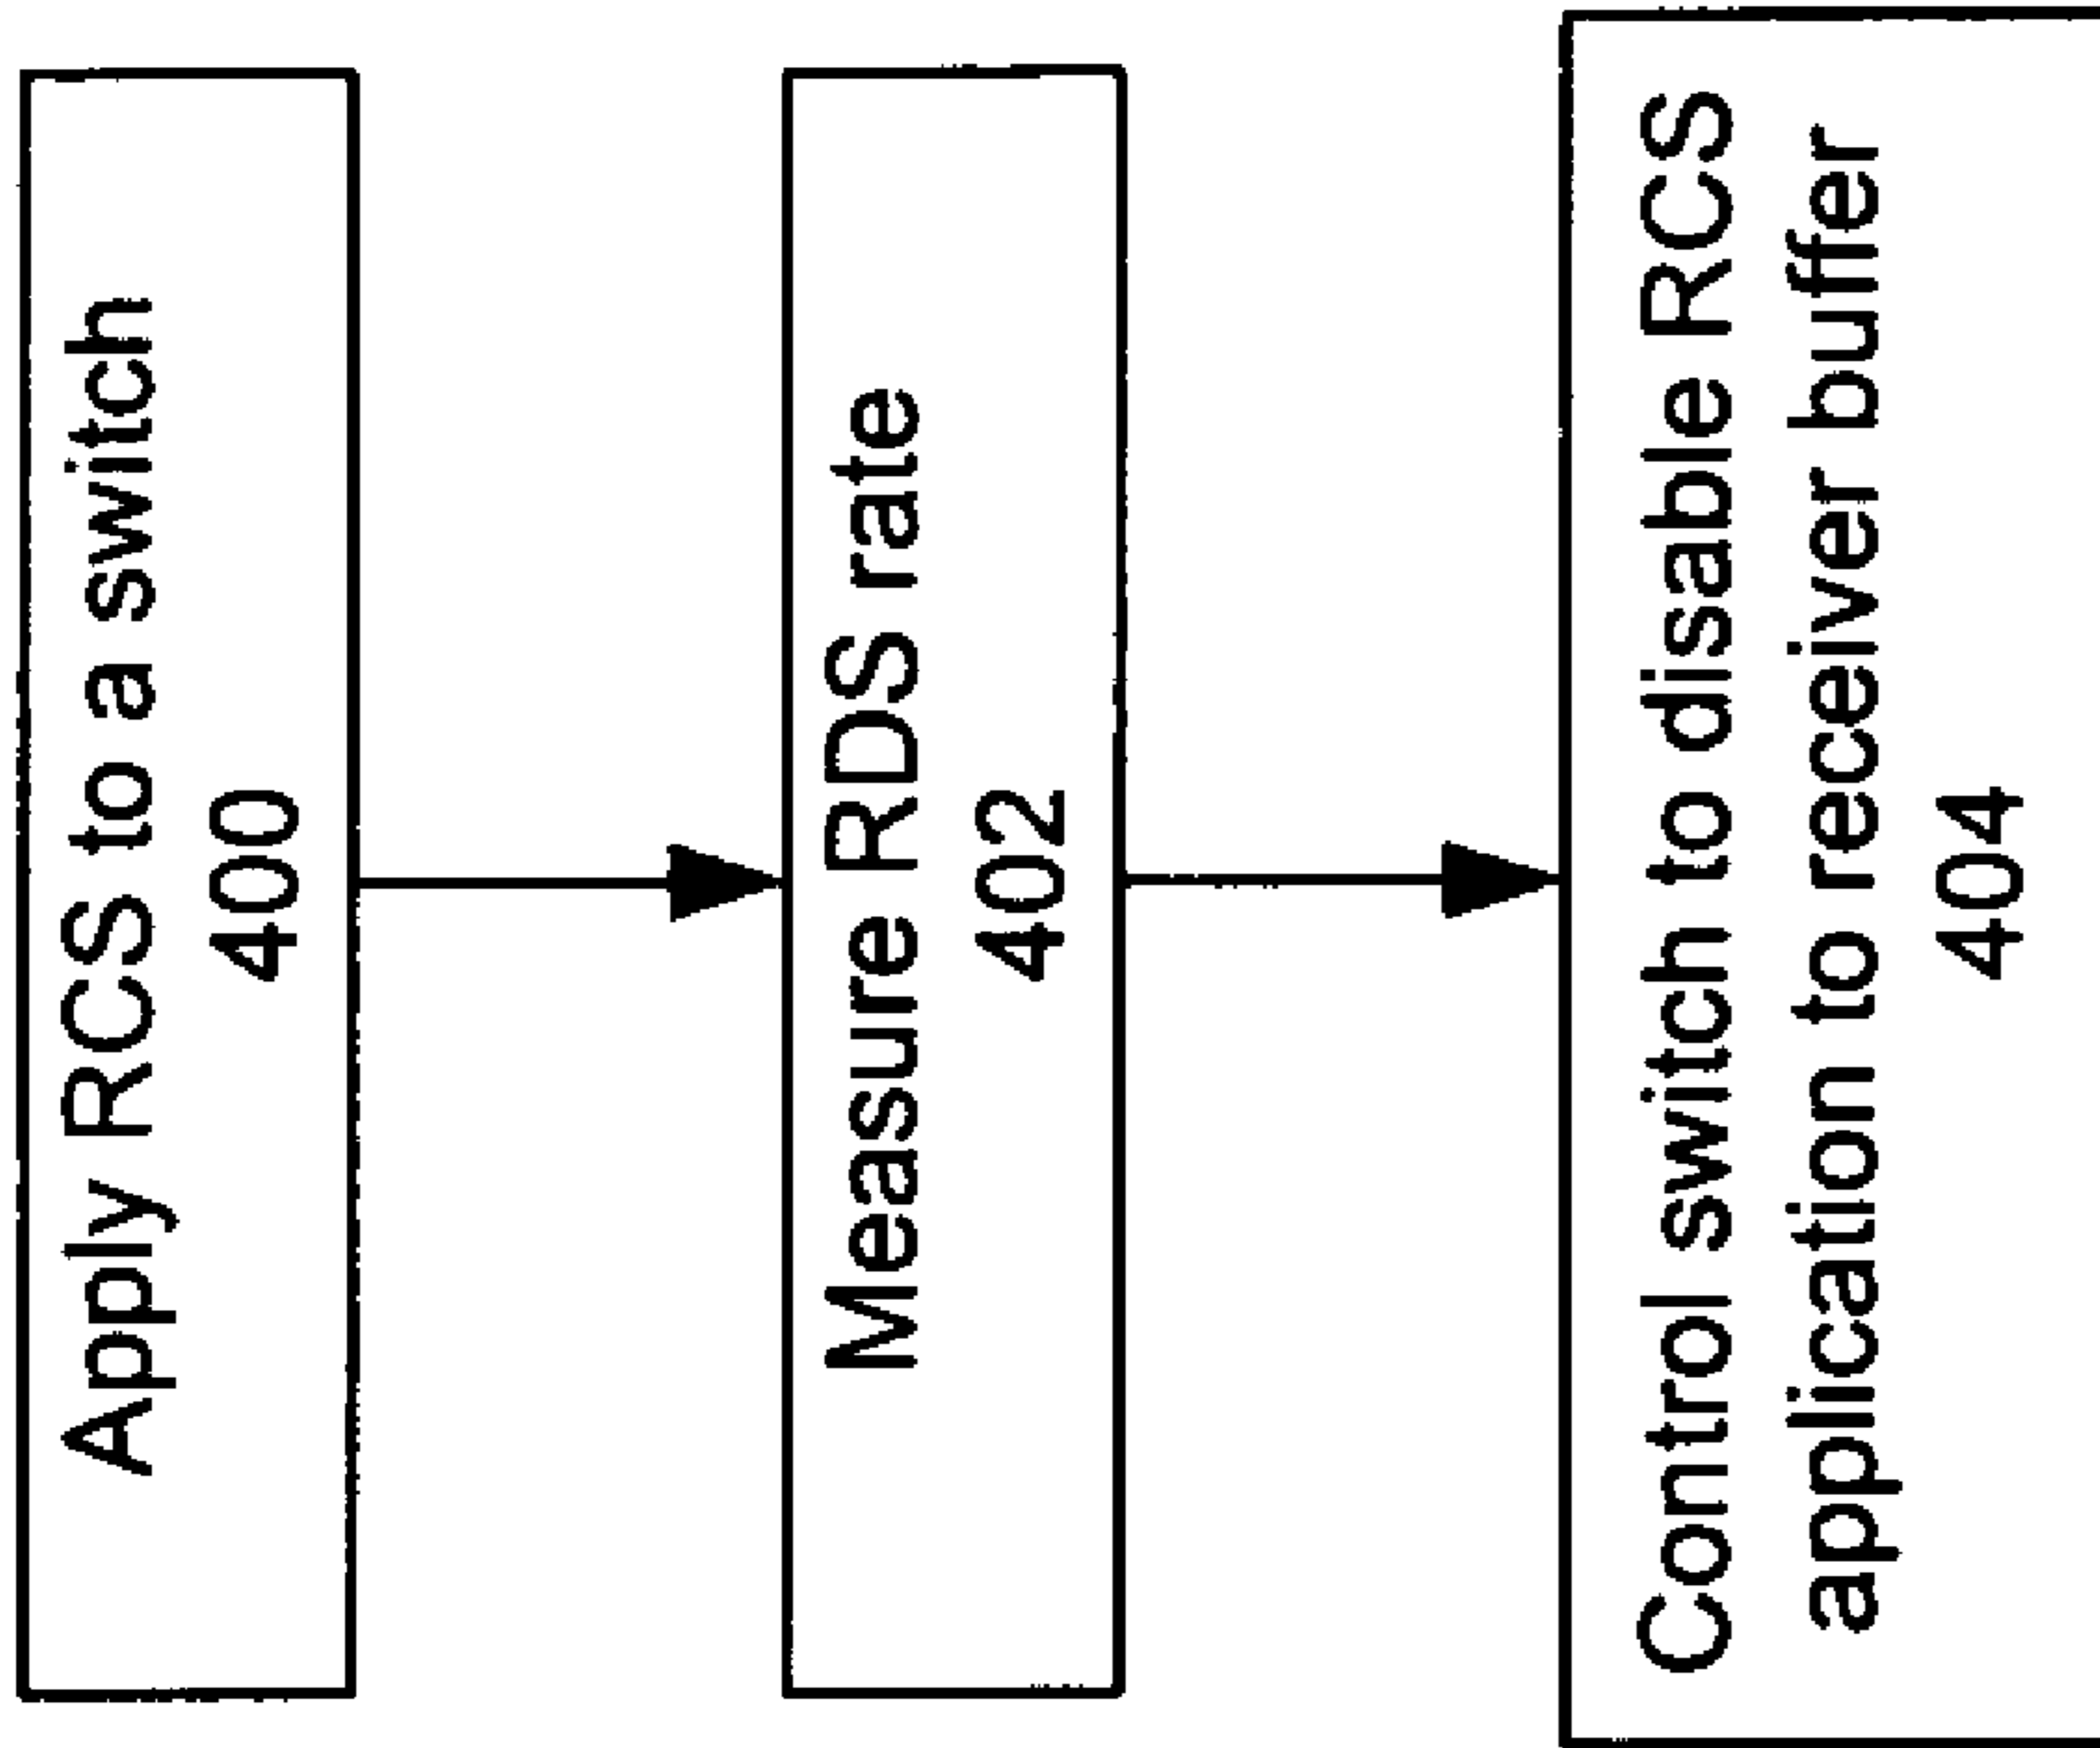 Apply RCS to a switch
400
Measure RDS rate
402
Control switch to disable RCS
application to receiver buffer
404